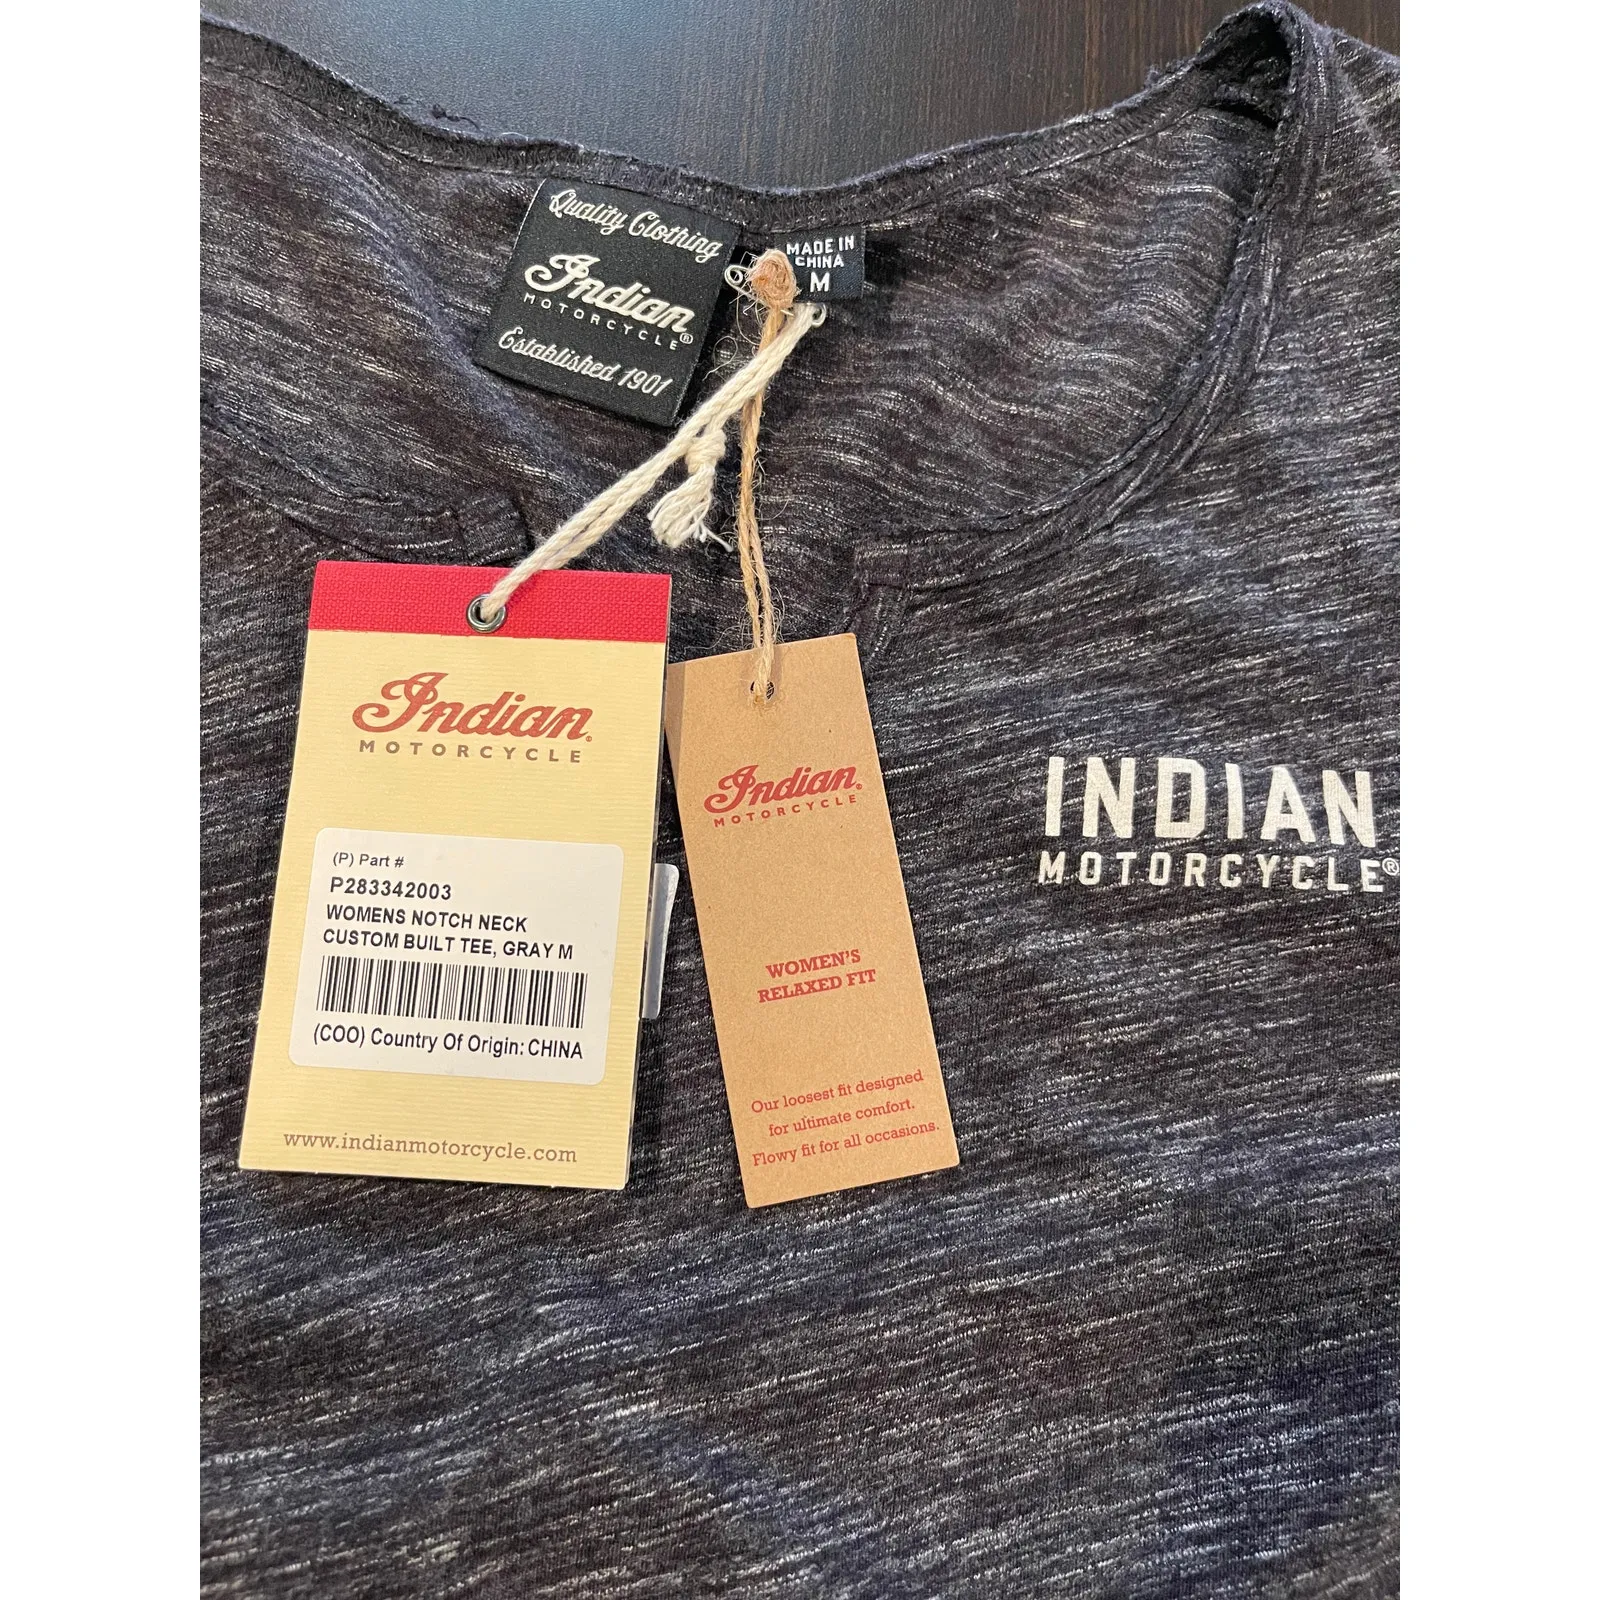 Quality Clothing
Indian
MOTORCYCLE®
Established 1901
MADE IN
CHINA
M
Indian®
MOTORCYCLE
(P) Part #
P283342003
WOMENS NOTCH NECK
CUSTOM BUILT TEE, GRAY M
(COO) Country Of Origin: CHINA
www.indianmotorcycle.com
Indian®
MOTORCYCLE
WOMEN'S
RELAXED FIT
Our loosest fit designed
for ultimate comfort.
Flowy fit for all occasions.
INDIAN
MOTORCYCLE®